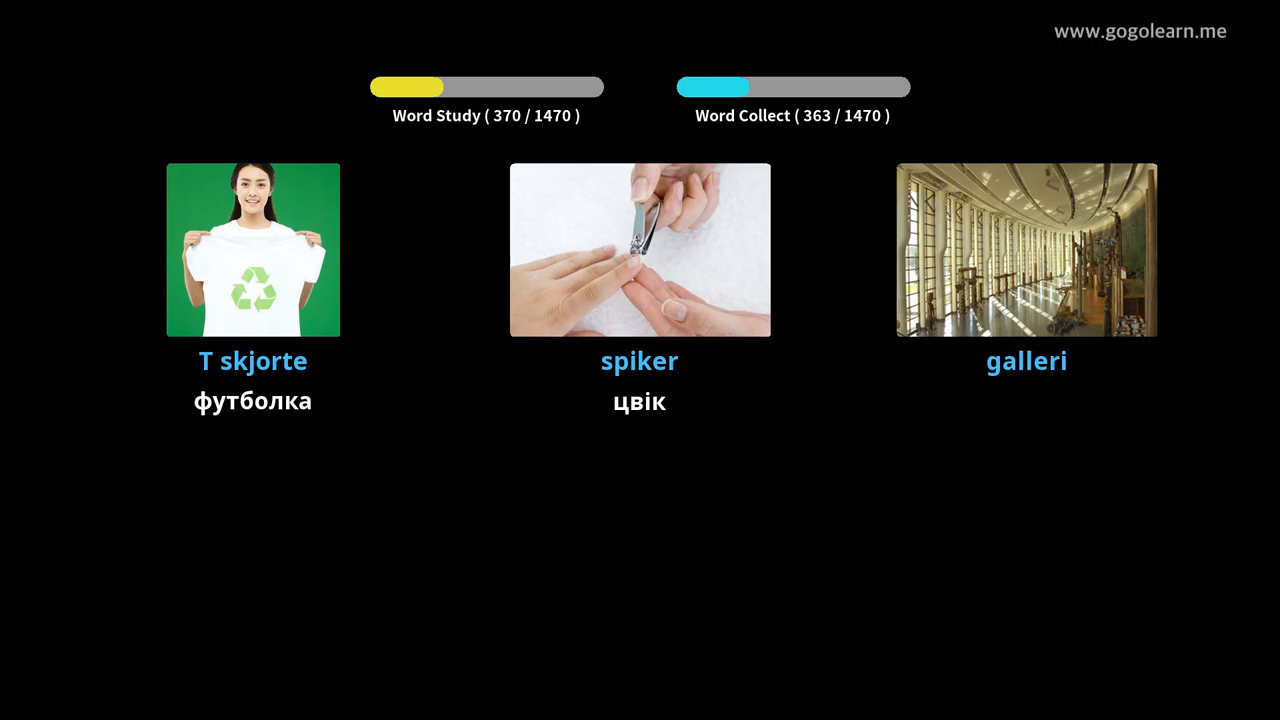 www.gogolearn.me
Word Study ( 370 / 1470 )
Word Collect ( 363 / 1470 )
T skjorte
spiker
galleri
футболка
цвік